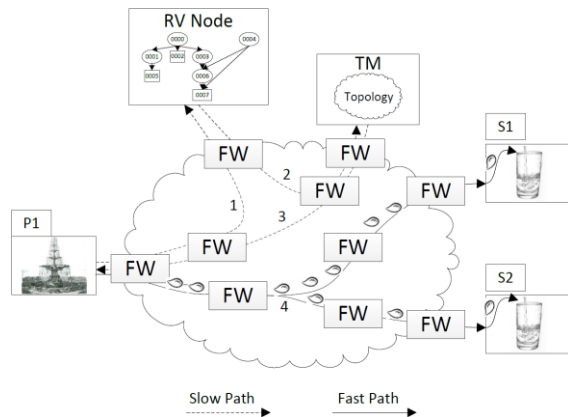 RV Node
0000
0004
0001
0002
0003
0005
0006
0007
TM
Topology
S1
FW
FW
2
FW
FW
1
3
P1
FW
FW
FW
S2
FW
4
FW
FW
Slow Path
Fast Path